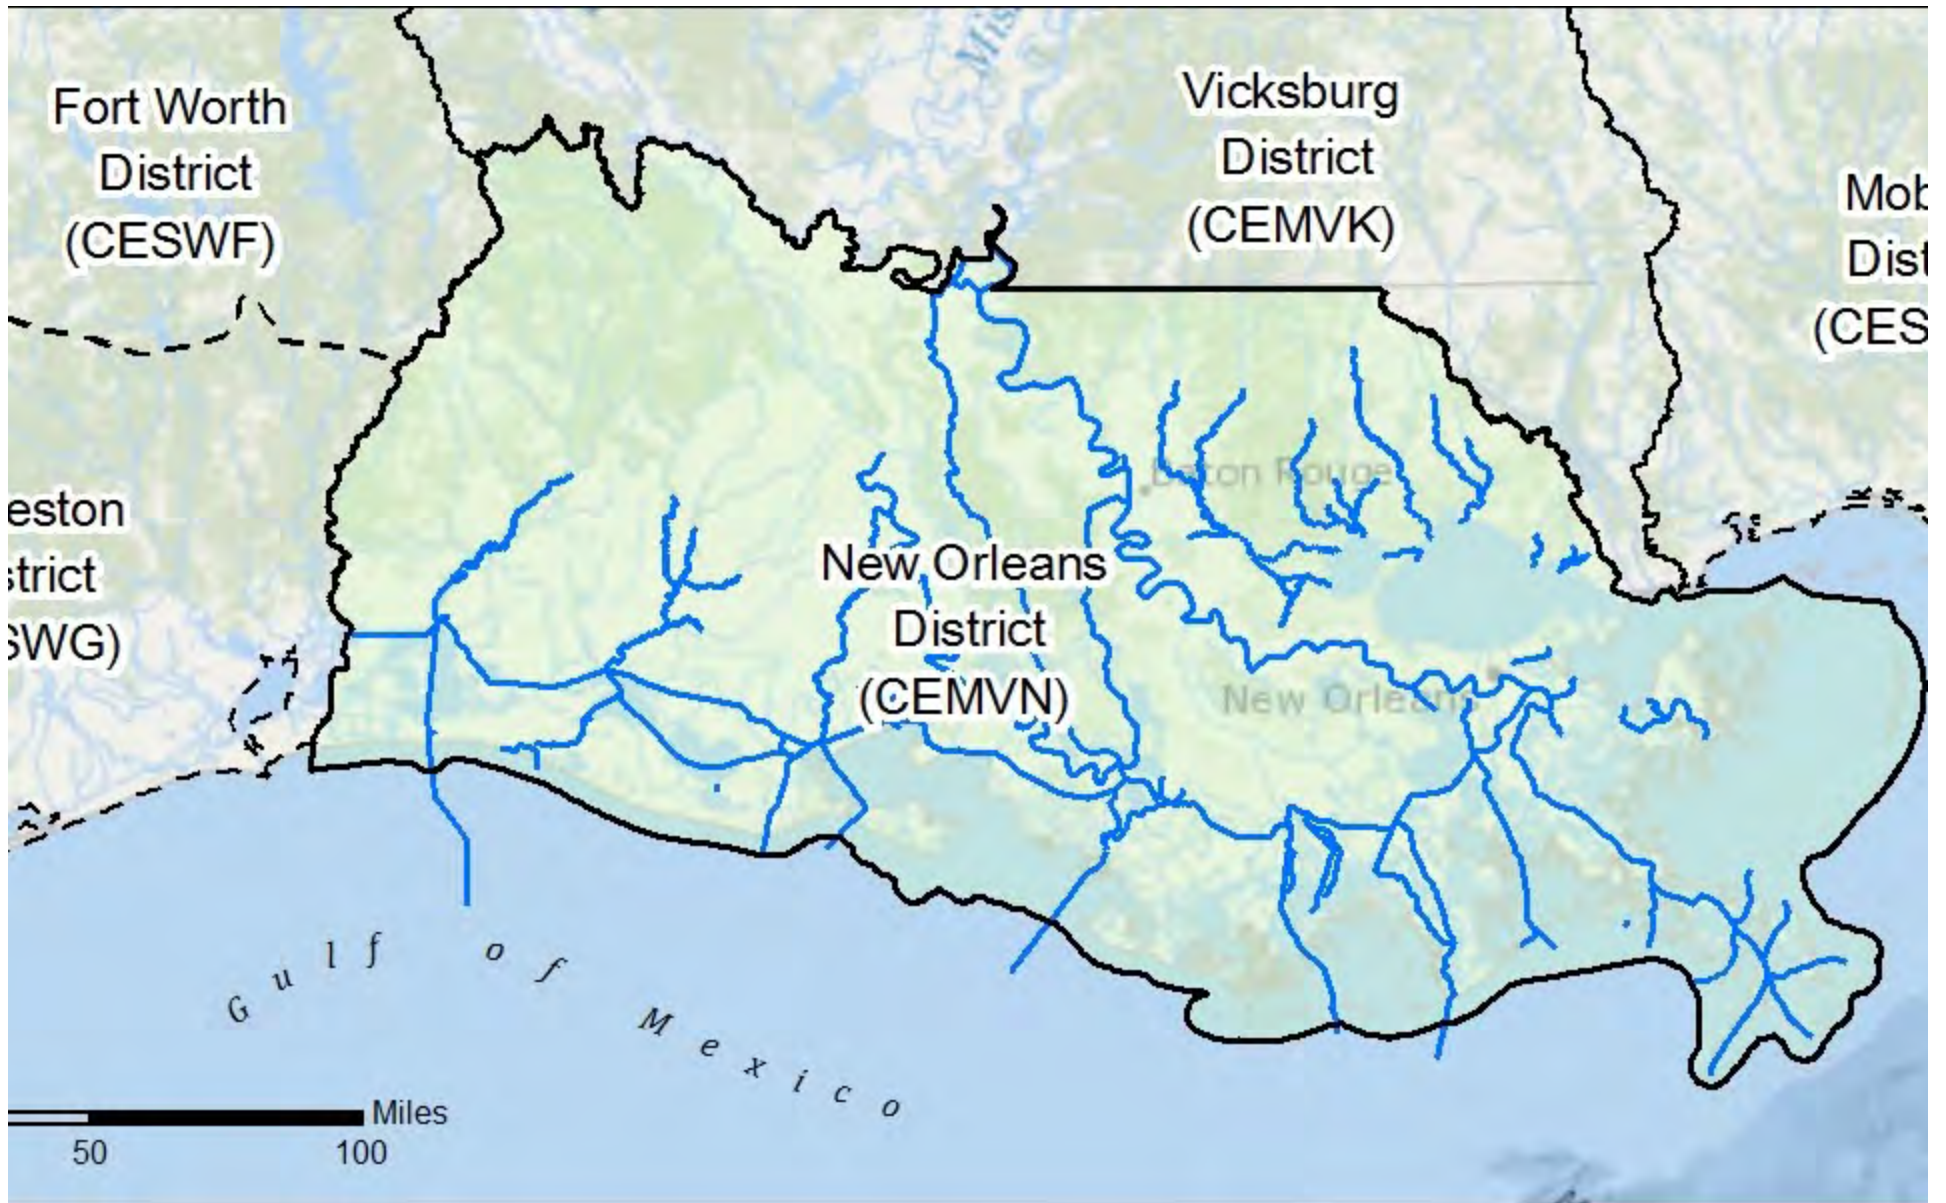 Mis
Fort Worth
District
(CESWF)
Vicksburg
District
(CEMVK)
Mob
Dist
(CES
Baton Rouge
eston
strict
SWG)
New Orleans
District
(CEMVN)
New Orleans
Gulf of Mexico
Miles
50 100